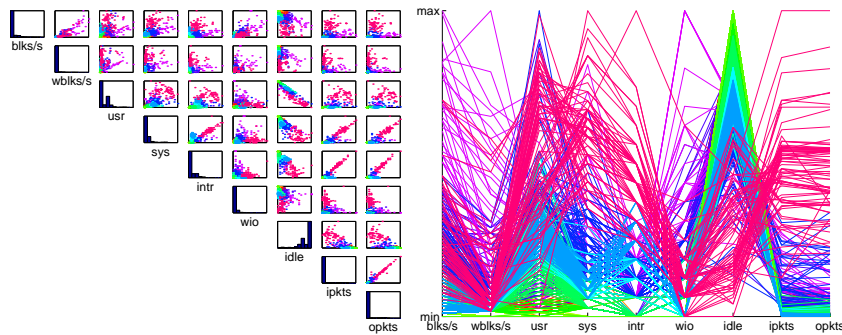 blks/s
wblks/s
usr
sys
intr
wio
idle
ipkts
opkts
max
min
blks/s wblks/s usr sys intr wio idle ipkts opkts